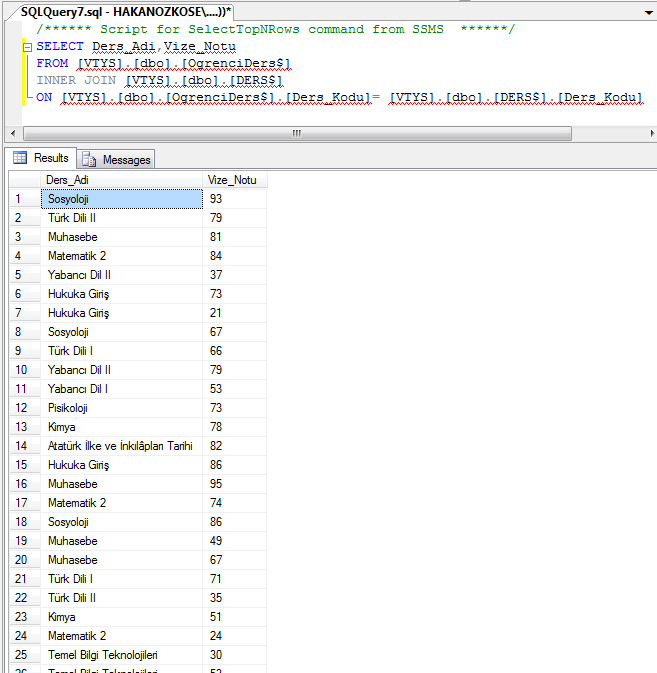 SQLQuery7.sql - HAKANOZKOSE\....))*
/****** Script for SelectTopNRows command from SSMS ******/
SELECT Ders_Adi,Vize_Notu
FROM [VTYS].[dbo].[OgrenciDers$]
INNER JOIN [VTYS].[dbo].[DERS$]
ON [VTYS].[dbo].[OgrenciDers$].[Ders_Kodu]= [VTYS].[dbo].[DERS$].[Ders_Kodu]
Results Messages
Ders_Adi Vize_Notu
1 Sosyoloji 93
2 Türk Dili II 79
3 Muhasebe 81
4 Matematik 2 84
5 Yabancı Dil II 37
6 Hukuka Giriş 73
7 Hukuka Giriş 21
8 Sosyoloji 67
9 Türk Dili I 66
10 Yabancı Dil II 79
11 Yabancı Dil I 53
12 Pisikoloji 73
13 Kimya 78
14 Atatürk İlke ve İnkılâpları Tarihi 82
15 Hukuka Giriş 86
16 Muhasebe 95
17 Matematik 2 74
18 Sosyoloji 86
19 Muhasebe 49
20 Muhasebe 67
21 Türk Dili I 71
22 Türk Dili II 35
23 Kimya 51
24 Matematik 2 24
25 Temel Bilgi Teknolojileri 30
26 Temel Bilgi Teknolojileri